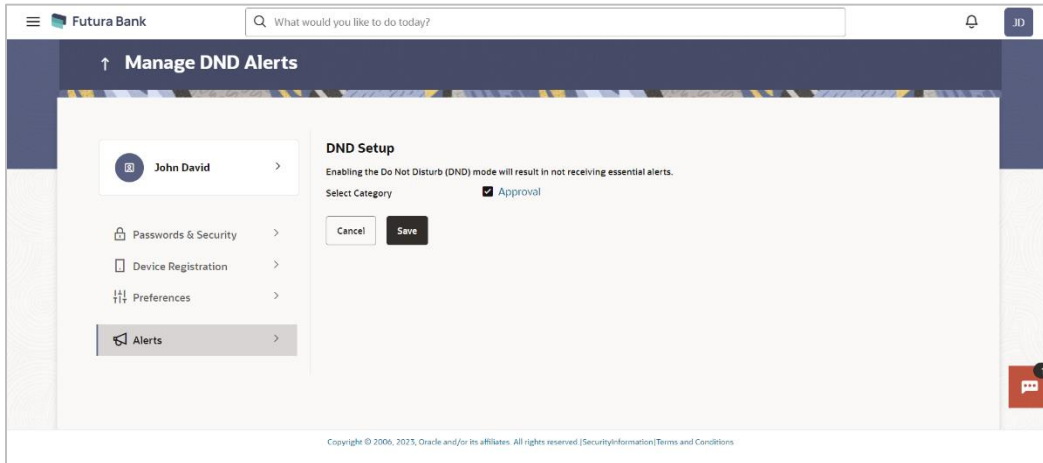 Futura Bank
What would you like to do today?
JD
↑ Manage DND Alerts
John David
Passwords & Security
Device Registration
Preferences
Alerts
DND Setup
Enabling the Do Not Disturb (DND) mode will result in not receiving essential alerts.
Select Category
Approval
Cancel
Save
Copyright © 2006, 2023, Oracle and/or its affiliates. All rights reserved |SecurityInformation|Terms and Conditions